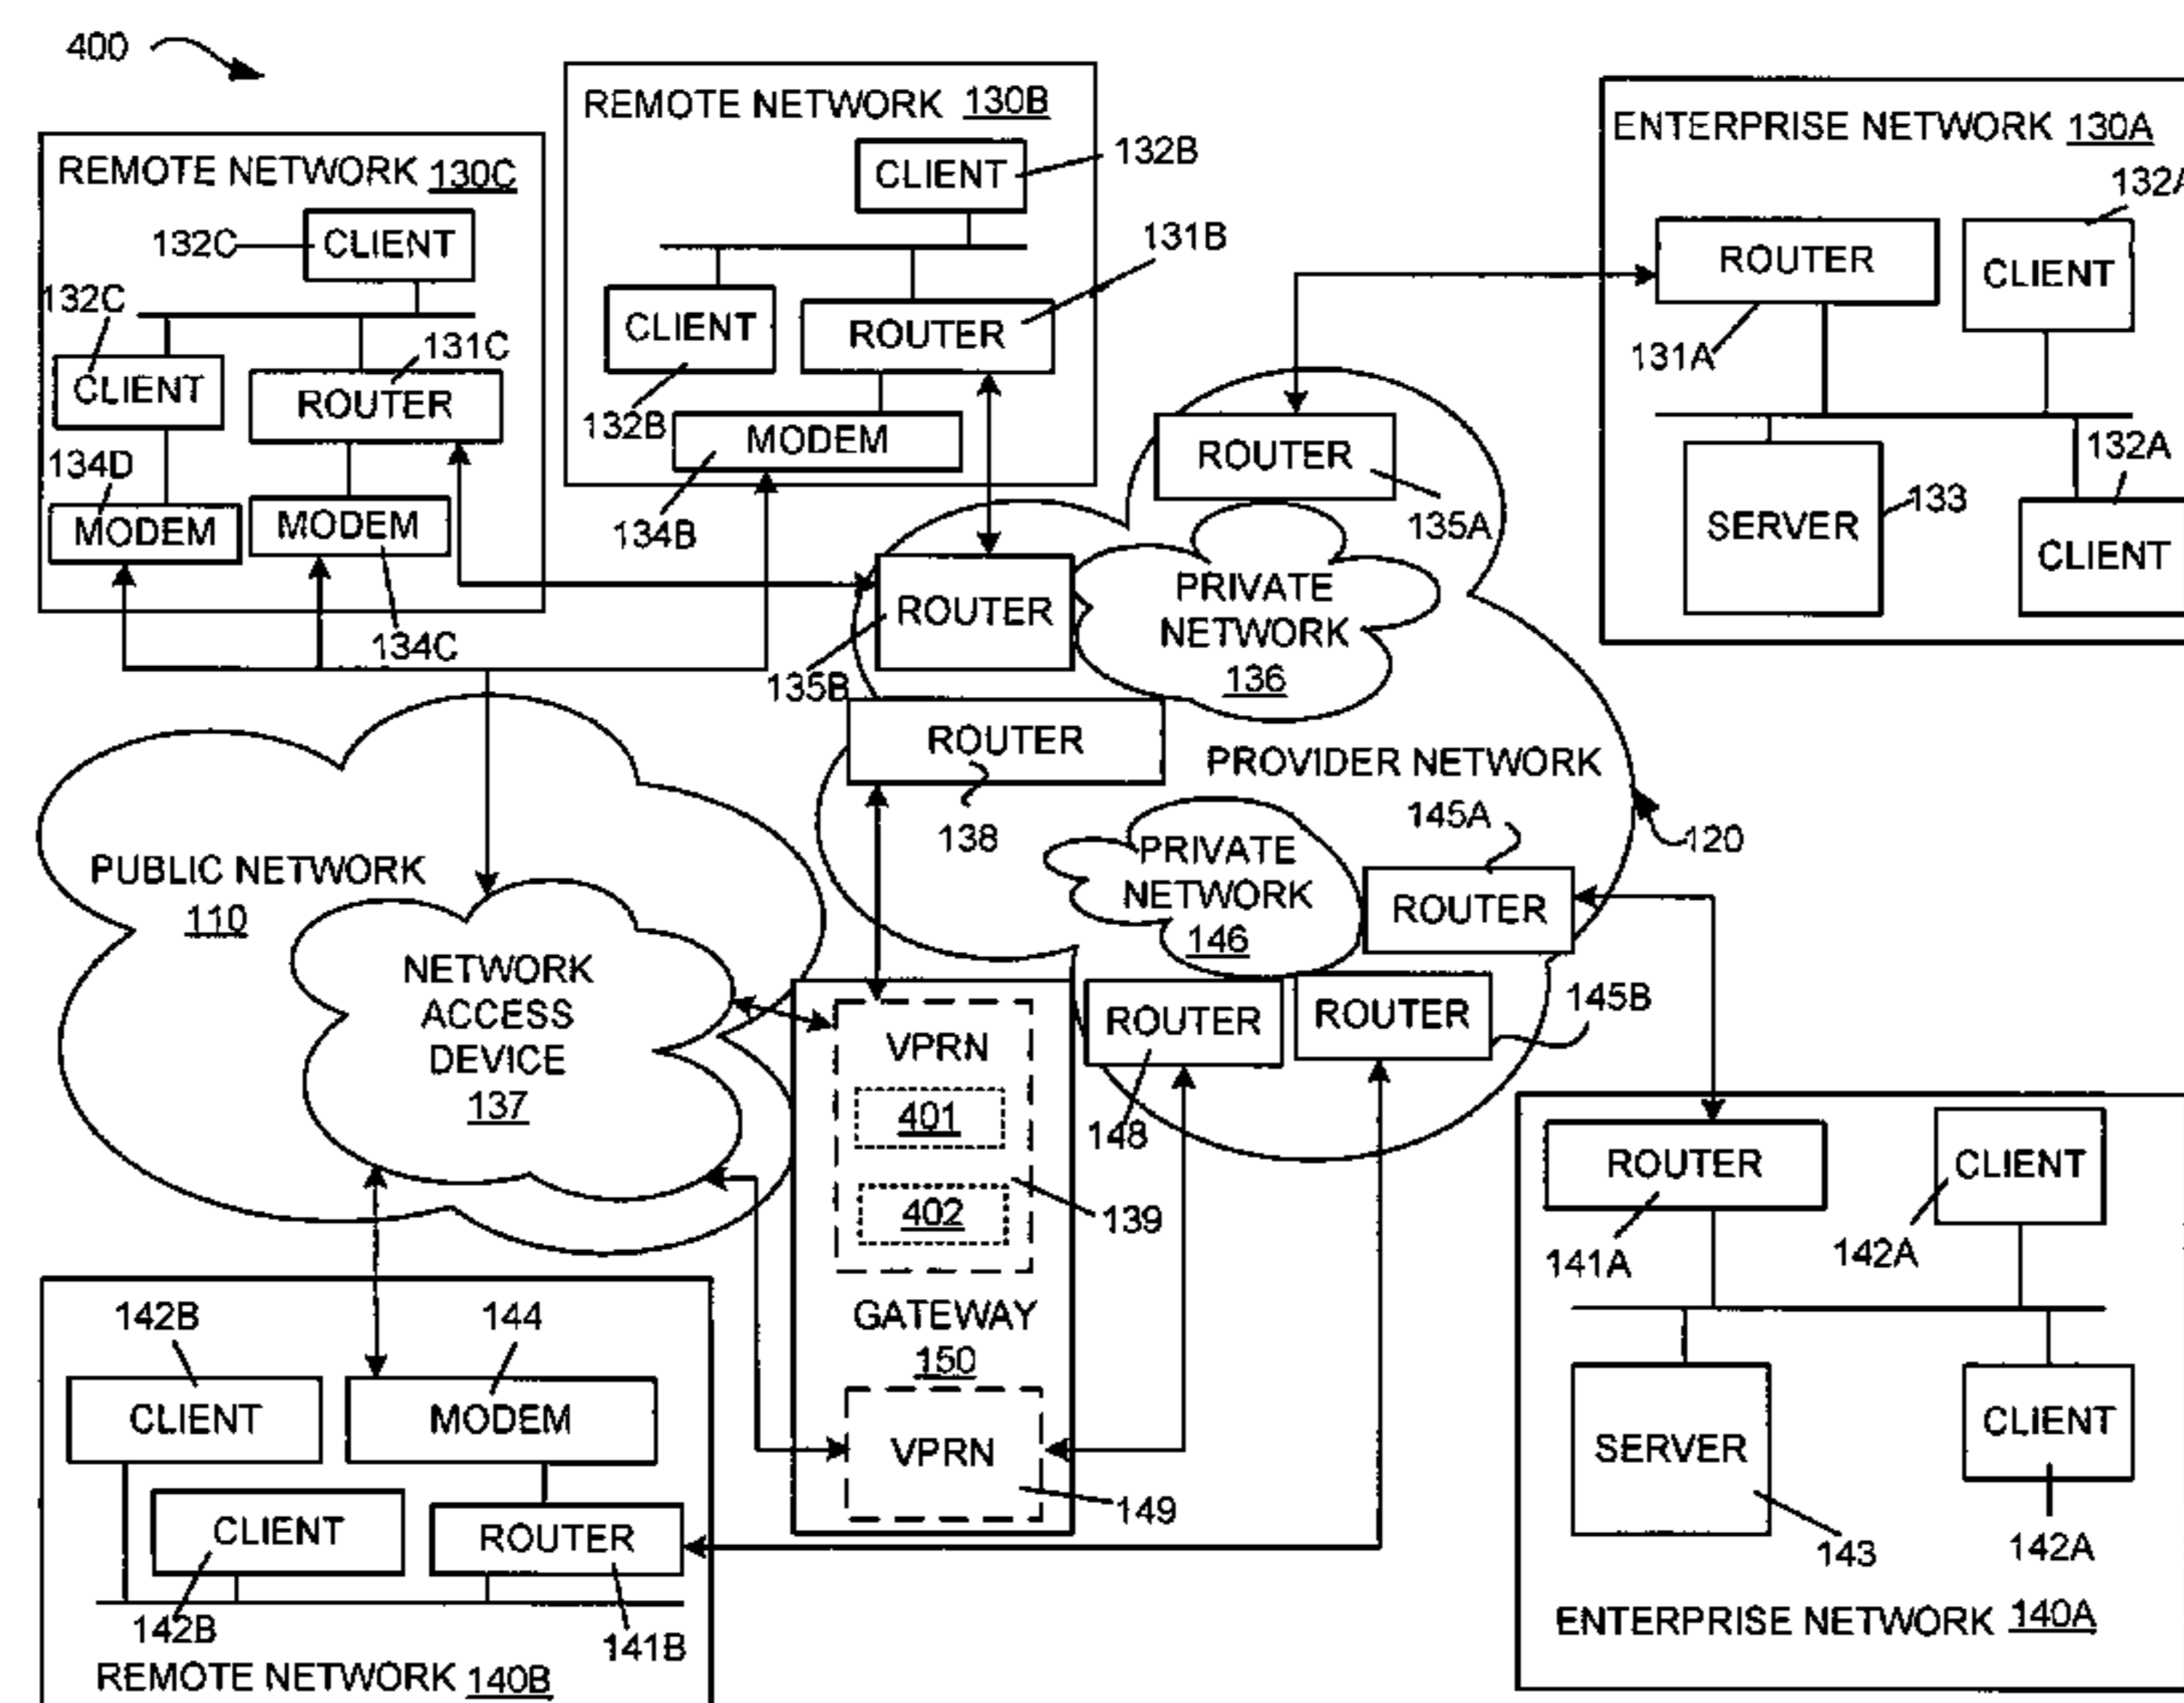 400
REMOTE NETWORK 130C
132C
CLIENT
132C
CLIENT
131C
ROUTER
134D
MODEM
MODEM
134C
REMOTE NETWORK 130B
CLIENT
132B
131B
CLIENT
ROUTER
132B
MODEM
134B
ENTERPRISE NETWORK 130A
132A
ROUTER
CLIENT
131A
SERVER
133
132A
CLIENT
ROUTER
135A
ROUTER
135B
PRIVATE
NETWORK
136
ROUTER
138
PROVIDER NETWORK
120
PRIVATE
NETWORK
146
145A
ROUTER
ROUTER
148
ROUTER
145B
PUBLIC NETWORK
110
NETWORK
ACCESS
DEVICE
137
VPRN
401
402
139
GATEWAY
150
VPRN
149
142B
144
CLIENT
MODEM
CLIENT
ROUTER
142B
141B
REMOTE NETWORK 140B
ROUTER
CLIENT
141A
142A
SERVER
CLIENT
143
142A
ENTERPRISE NETWORK 140A